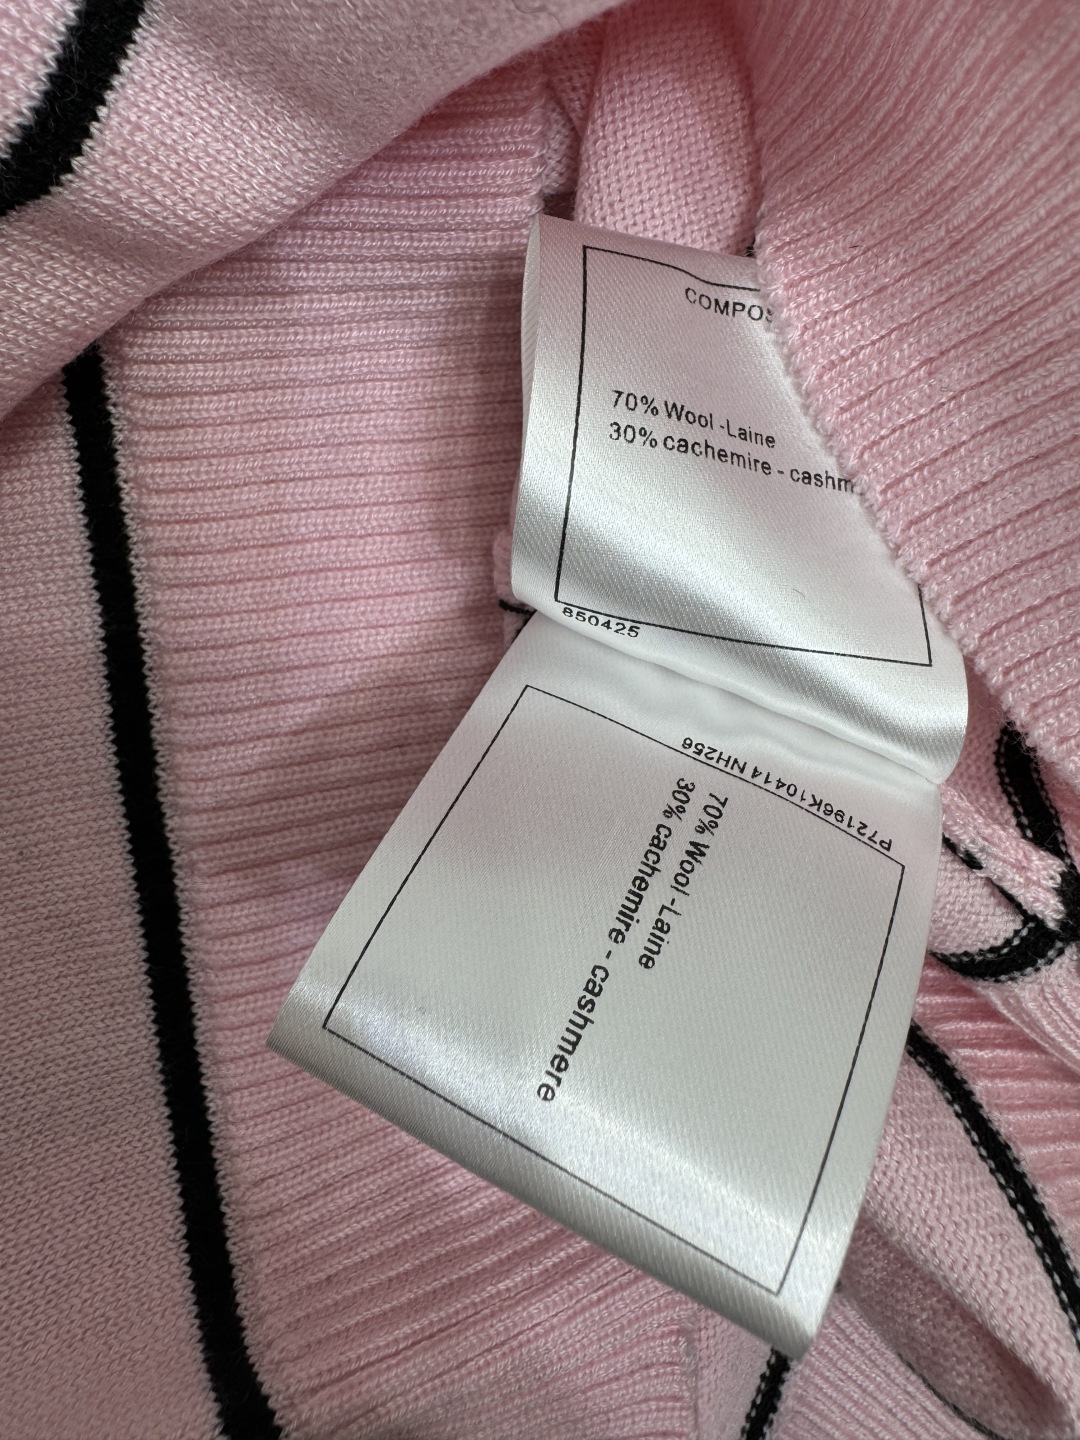 COMPOS
70% Wool -Laine
30% cachemire - cashm
850425
P72196K10414 NH256
70% Wool -Laine
30% cachemire - cashmere